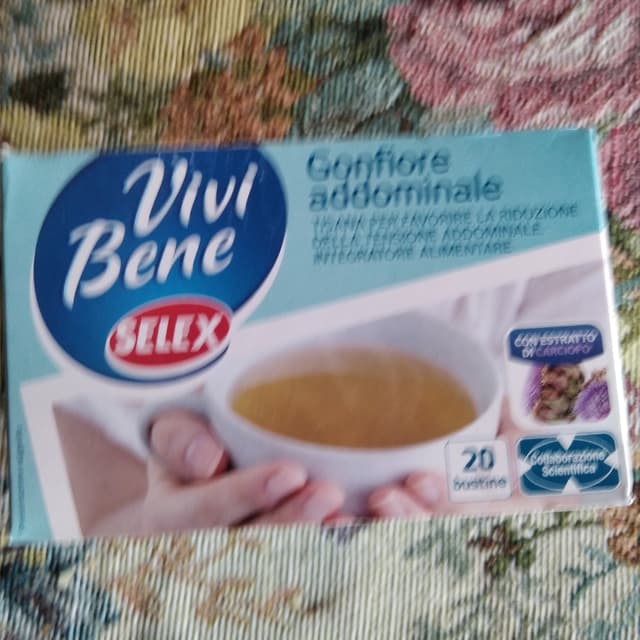 Vivi
Bene
SELEX
Gonfiore
addominale
TISANA PER FAVORIRE LA RIDUZIONE
DELLA TENSIONE ADDOMINALE.
INTEGRATORE ALIMENTARE.
CON ESTRATTO
DI CARCIOFO
20
bustine
Collaborazione
Scientifica